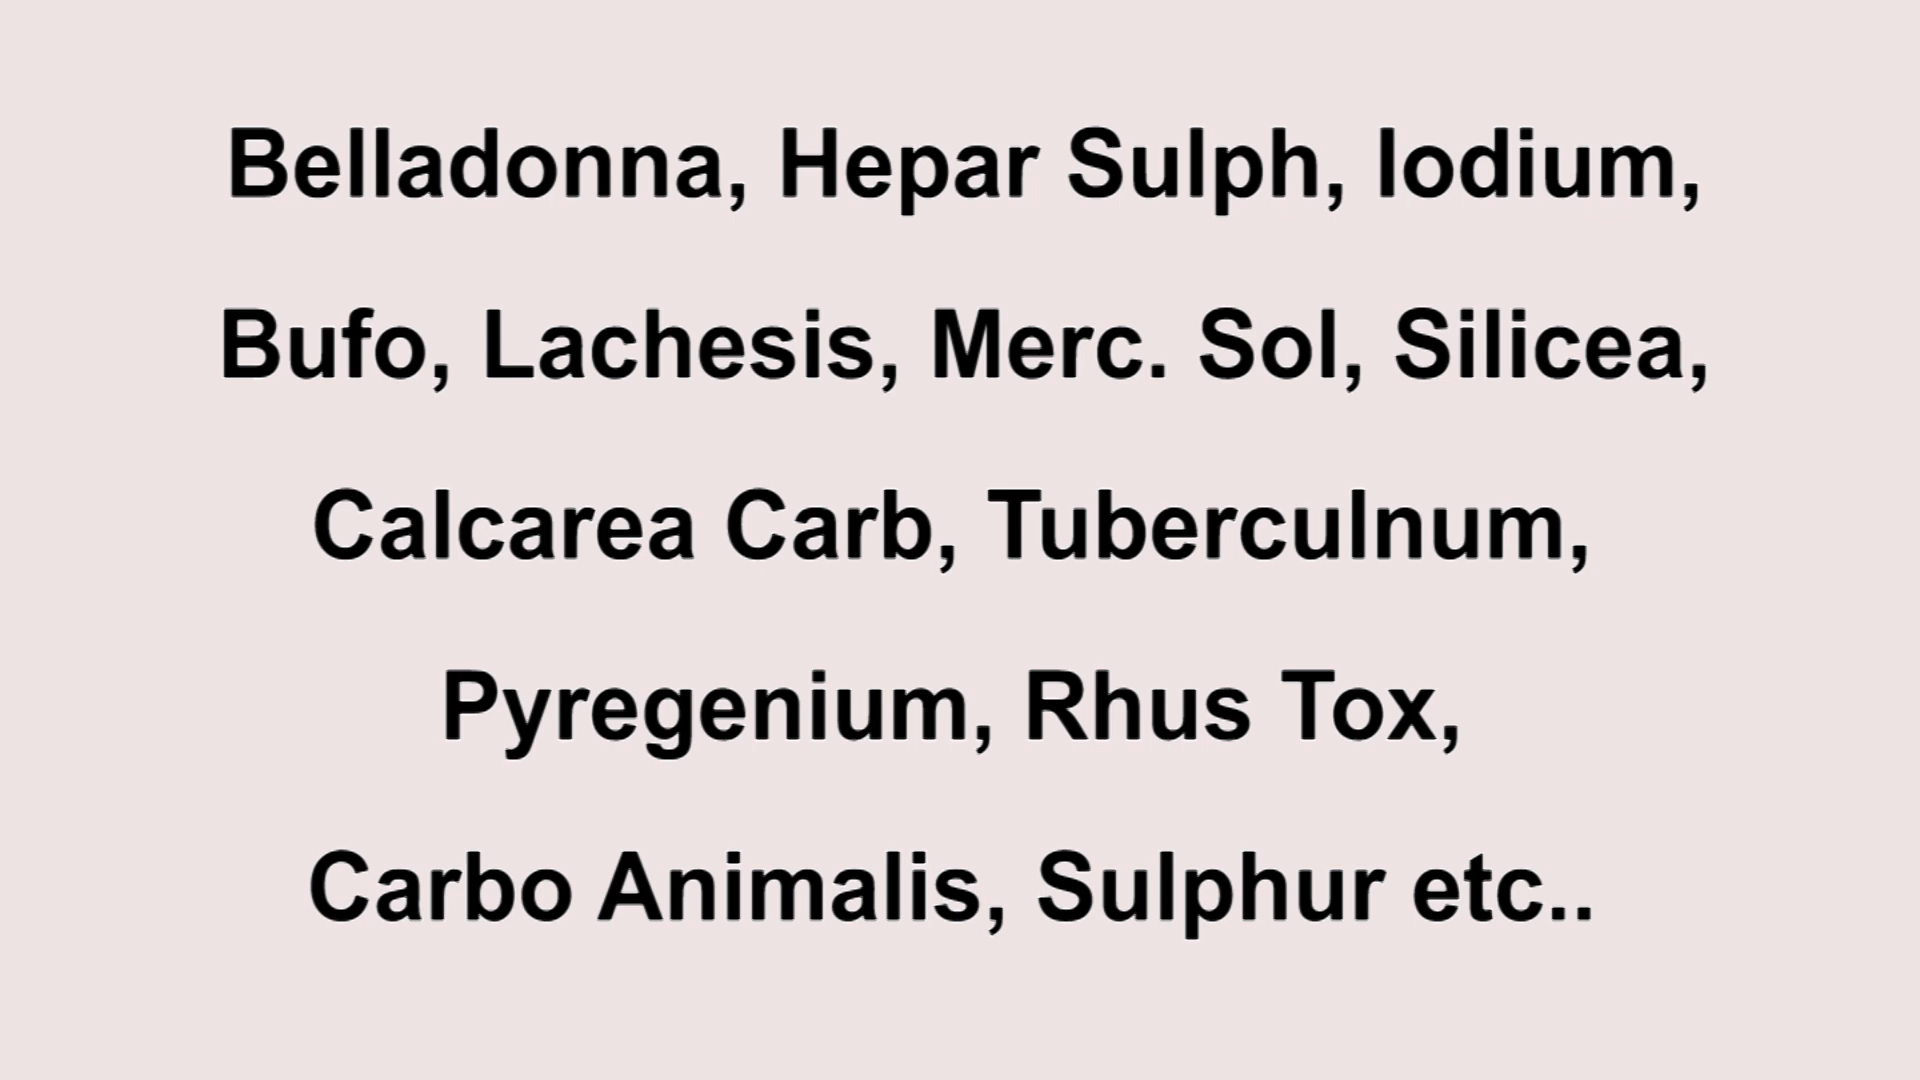 Belladonna, Hepar Sulph, Iodium,
Bufo, Lachesis, Merc. Sol, Silicea,
Calcarea Carb, Tuberculnum,
Pyregenium, Rhus Tox,
Carbo Animalis, Sulphur etc..